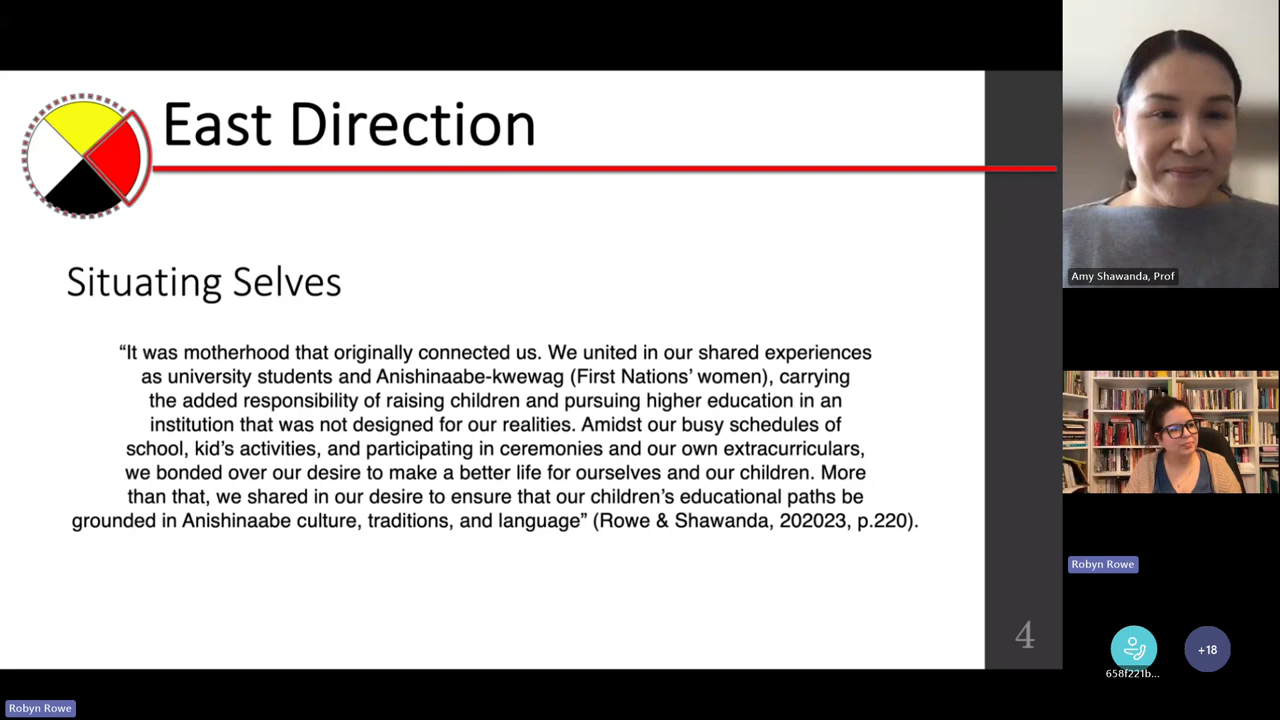 East Direction
Situating Selves
“It was motherhood that originally connected us. We united in our shared experiences
as university students and Anishinaabe-kwewag (First Nations’ women), carrying
the added responsibility of raising children and pursuing higher education in an
institution that was not designed for our realities. Amidst our busy schedules of
school, kid’s activities, and participating in ceremonies and our own extracurriculars,
we bonded over our desire to make a better life for ourselves and our children. More
than that, we shared in our desire to ensure that our children’s educational paths be
grounded in Anishinaabe culture, traditions, and language” (Rowe & Shawanda, 202023, p.220).
4
Amy Shawanda, Prof
Robyn Rowe
658f221b...
+18
Robyn Rowe